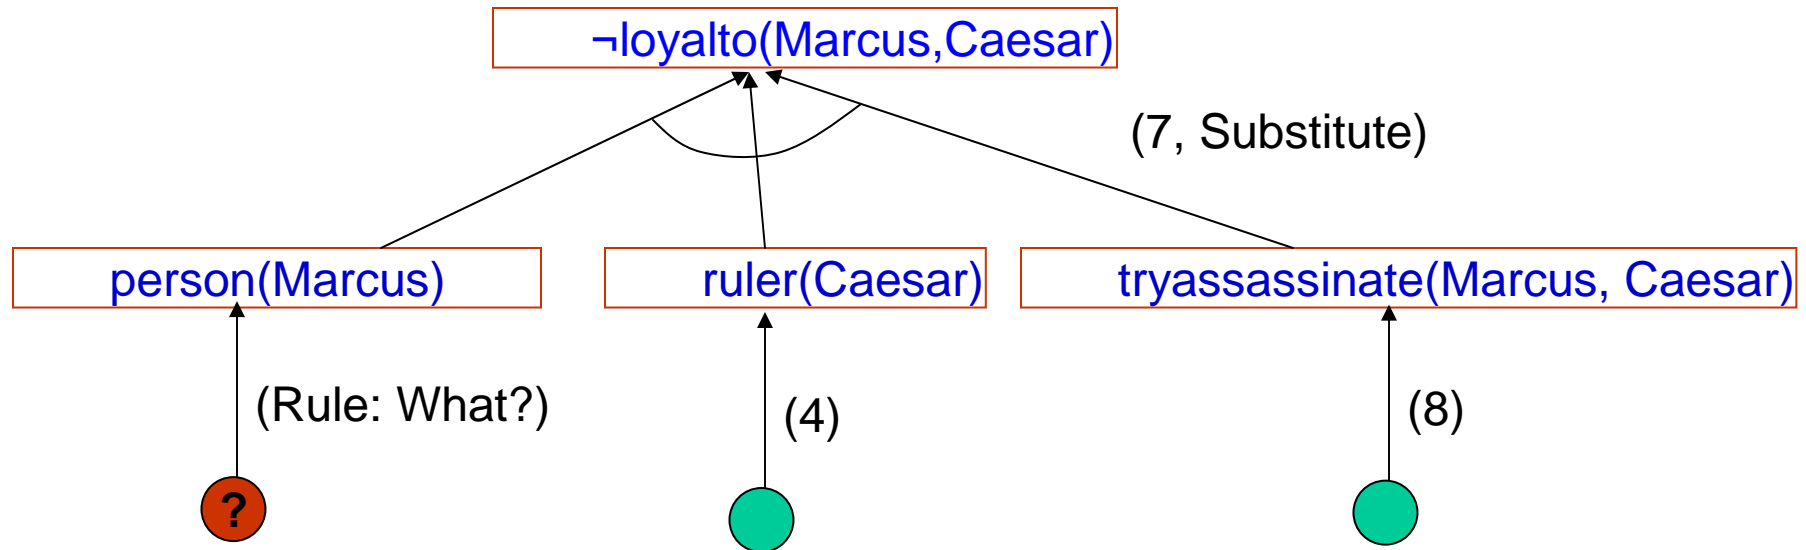 ¬loyalto(Marcus,Caesar)
(7, Substitute)
person(Marcus)
ruler(Caesar)
tryassassinate(Marcus, Caesar)
(Rule: What?)
(4)
(8)
?